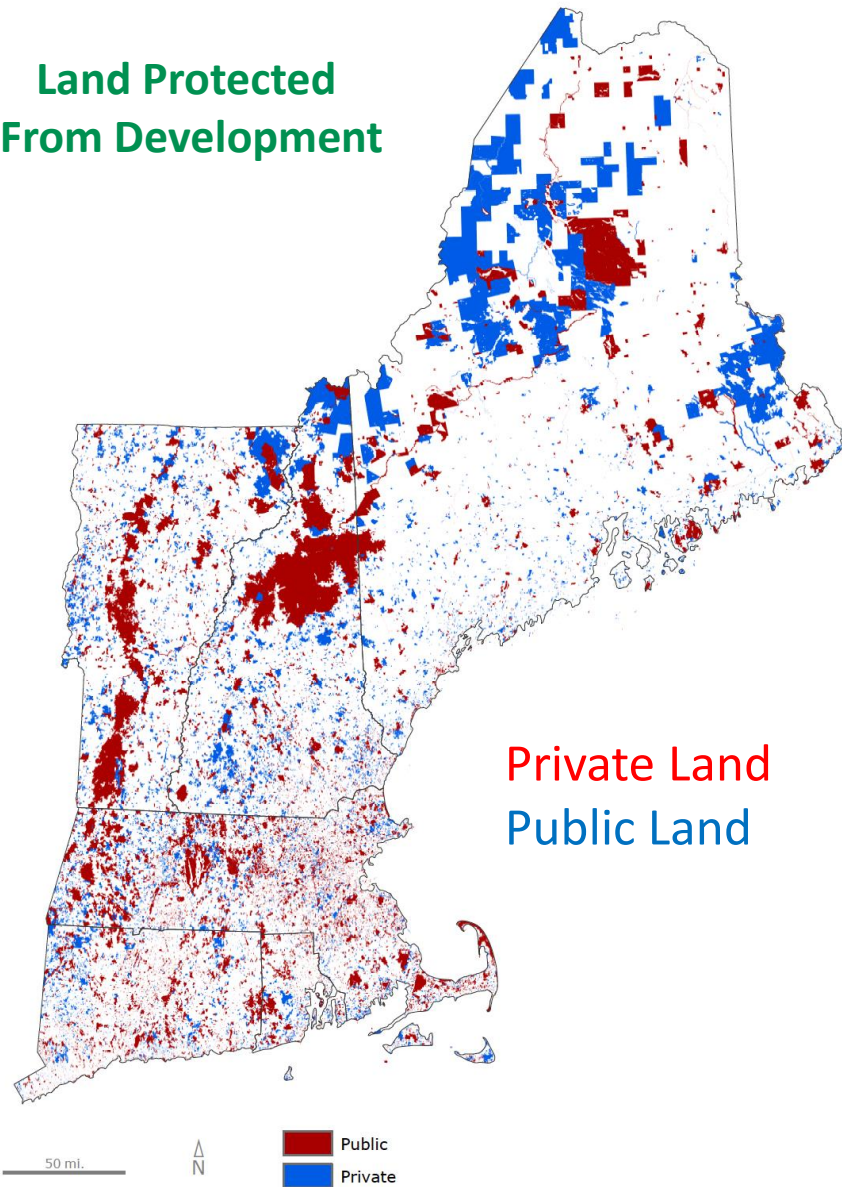 Land Protected
From Development
Private Land
Public Land
50 mi.
N
Public
Private